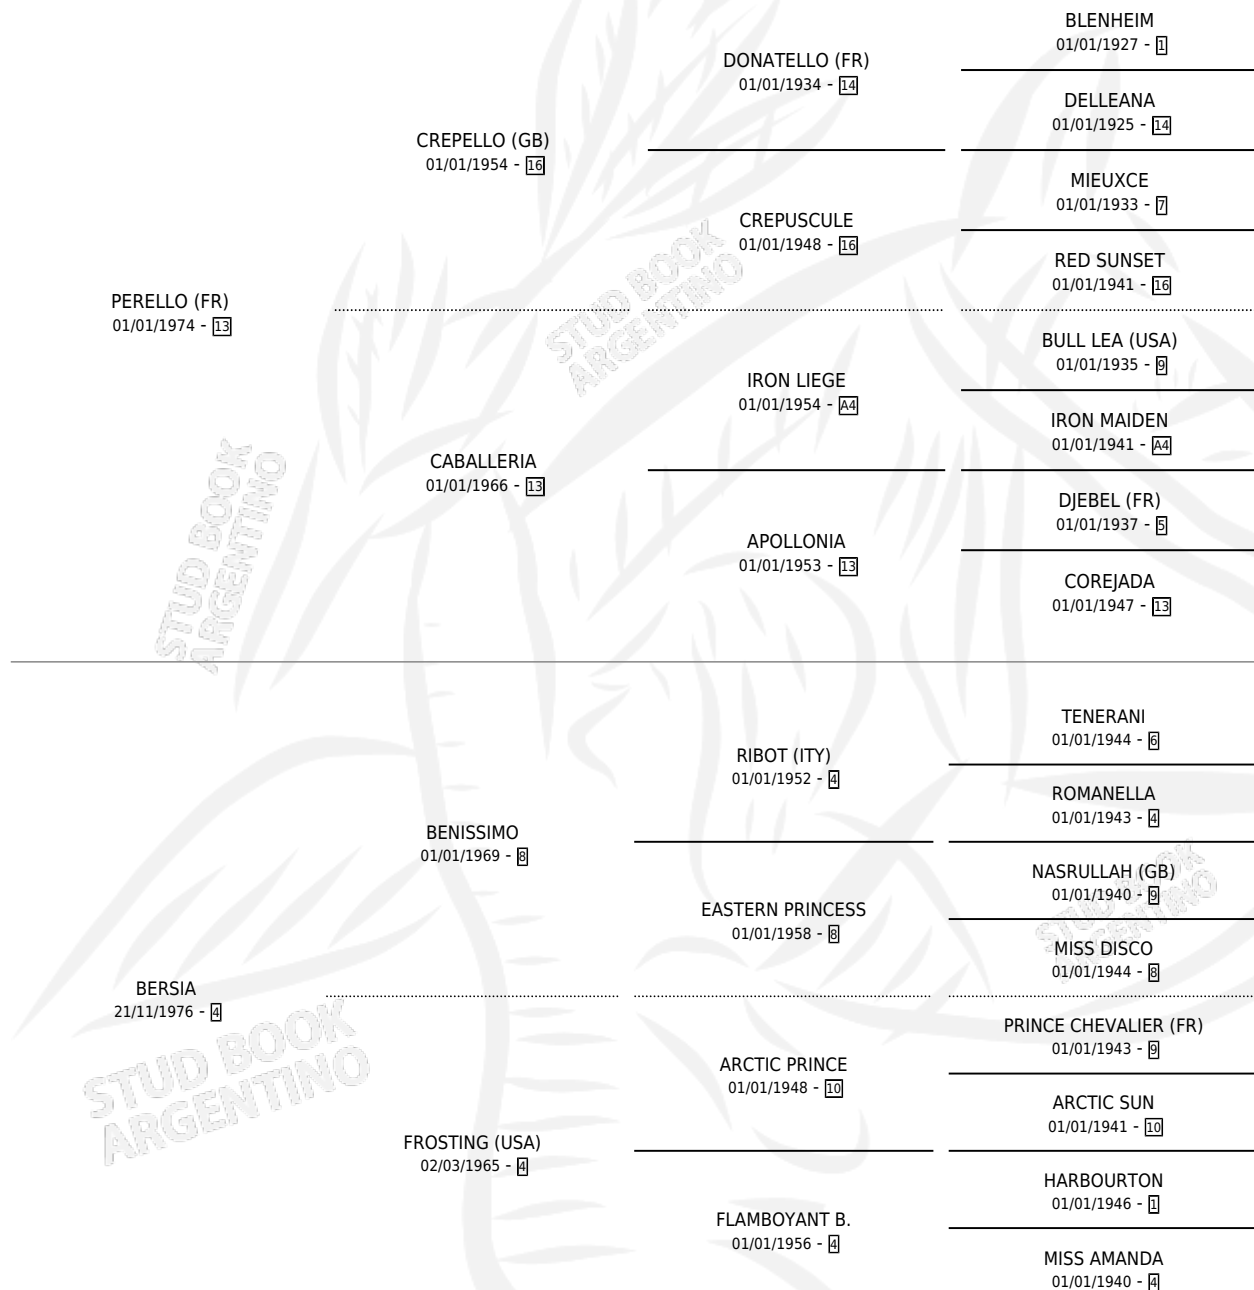 BLENHEIM
01/01/1927 - 1
DONATELLO (FR)
01/01/1934 - 14
DELLEANA
01/01/1925 - 14
CREPELLO (GB)
01/01/1954 - 16
MIEUXCE
01/01/1933 - 7
CREPUSCULE
01/01/1948 - 16
RED SUNSET
01/01/1941 - 16
PERELLO (FR)
01/01/1974 - 13
STUD BOOK
ARGENTINO
BULL LEA (USA)
01/01/1935 - 9
IRON LIEGE
01/01/1954 - A4
IRON MAIDEN
01/01/1941 - A4
CABALLERIA
01/01/1966 - 13
DJEBEL (FR)
01/01/1937 - 5
APOLLONIA
01/01/1953 - 13
COREJADA
01/01/1947 - 13
STUD BOOK
ARGENTINO
TENERANI
01/01/1944 - 6
RIBOT (ITY)
01/01/1952 - 4
ROMANELLA
01/01/1943 - 4
BENISSIMO
01/01/1969 - 8
NASRULLAH (GB)
01/01/1940 - 9
EASTERN PRINCESS
01/01/1958 - 8
MISS DISCO
01/01/1944 - 8
STUD BOOK
ARGENTINO
BERSIA
21/11/1976 - 4
PRINCE CHEVALIER (FR)
01/01/1943 - 9
ARCTIC PRINCE
01/01/1948 - 10
ARCTIC SUN
01/01/1941 - 10
STUD BOOK
ARGENTINO
FROSTING (USA)
02/03/1965 - 4
HARBOURTON
01/01/1946 - 1
FLAMBOYANT B.
01/01/1956 - 4
MISS AMANDA
01/01/1940 - 4